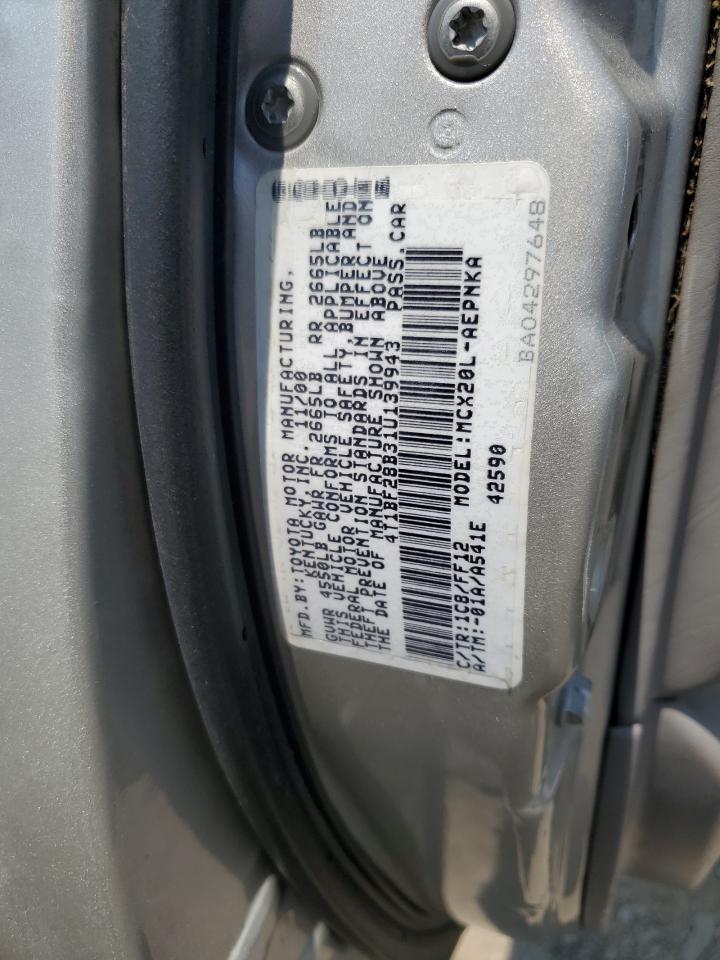 MFD.BY:TOYOTA MOTOR MANUFACTURING,
KENTUCKY, INC. 11/00
GVWR 4550LB GAWR FR 2665LB RR 2665LB
THIS VEHICLE CONFORMS TO ALL APPLICABLE
FEDERAL MOTOR VEHICLE SAFETY, BUMPER AND
THEFT PREVENTION STANDARDS IN EFFECT ON
THE DATE OF MANUFACTURE SHOWN ABOVE
4T1BF28B31U139943 PASS.CAR
C/TR:1C8/FF12 MODEL:MCX20L-AEPNKA
A/TM:-01A/A541E 42590
BA04297648